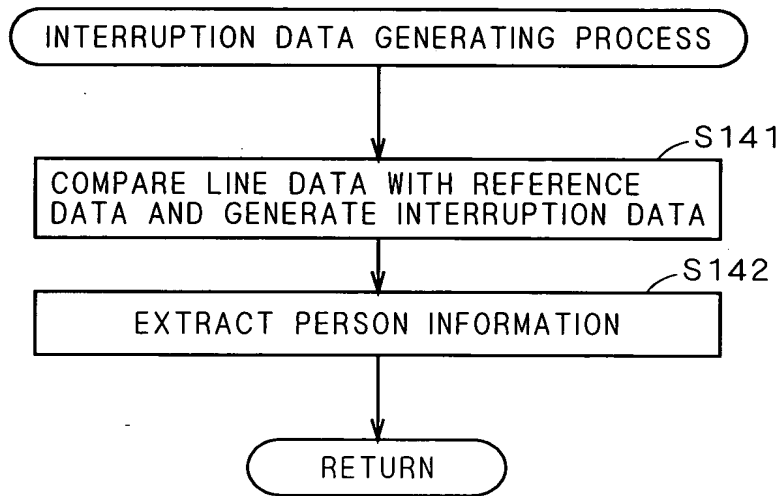 INTERRUPTION DATA GENERATING PROCESS
S141
COMPARE LINE DATA WITH REFERENCE
DATA AND GENERATE INTERRUPTION DATA
S142
EXTRACT PERSON INFORMATION
RETURN